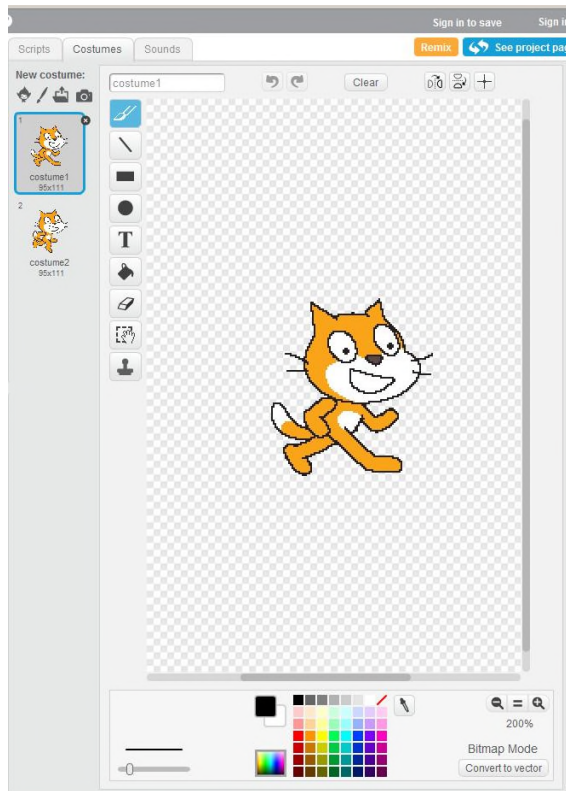 Sign in to save Sign in
Scripts Costumes Sounds Remix See project pag
New costume:
costume1 Clear
1
costume1
95x111
2
costume2
95x111
T
200%
Bitmap Mode
Convert to vector